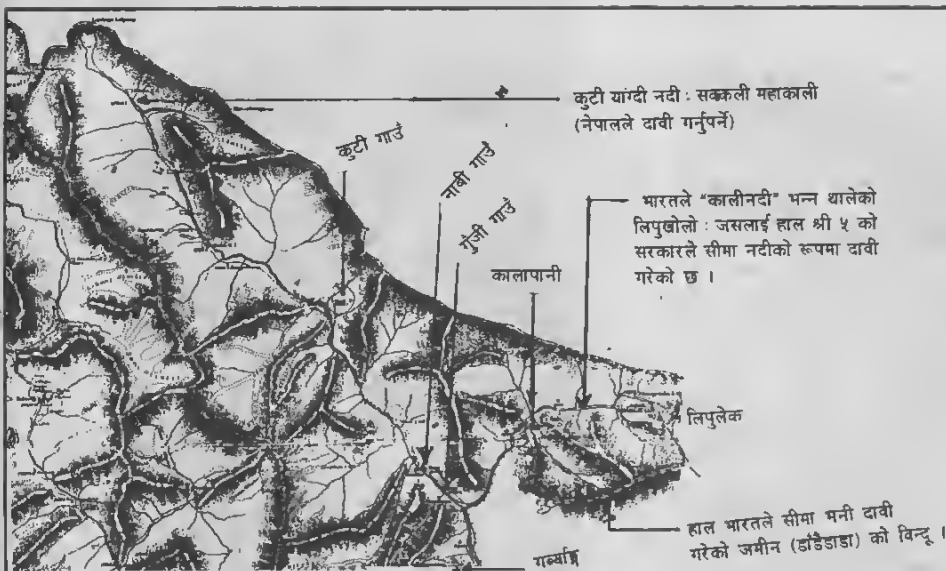 कुटी यांग्दी नदी : सक्कली महाकाली
(नेपालले दावी गर्नुपर्ने)
कुटी गाउँ
नाबी गाउँ
गुंजी गाउँ
कालापानी
भारतले "कालीनदी" भन्न थालेको
लिपुखोलो : जसलाई हाल श्री ५ को
सरकारले सीमा नदीको रूपमा दावी
गरेको छ ।
लिपुलेक
हाल भारतले सीमा भनी दावी
गरेको जमीन (डाँडैडाडा) को विन्दू ।
गर्ब्याङ्ग